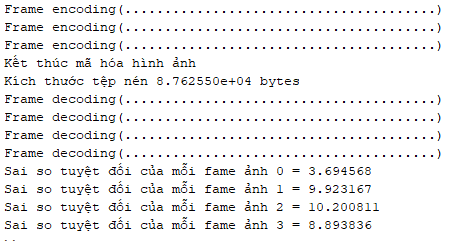 Frame encoding(.......................................)
Frame encoding(.......................................)
Frame encoding(.......................................)
Kết thúc mã hóa hình ảnh
Kích thước tệp nén 8.762550e+04 bytes
Frame decoding(.......................................)
Frame decoding(.......................................)
Frame decoding(.......................................)
Frame decoding(.......................................)
Sai so tuyệt đối của mỗi fame ảnh 0 = 3.694568
Sai so tuyệt đối của mỗi fame ảnh 1 = 9.923167
Sai so tuyệt đối của mỗi fame ảnh 2 = 10.200811
Sai so tuyệt đối của mỗi fame ảnh 3 = 8.893836